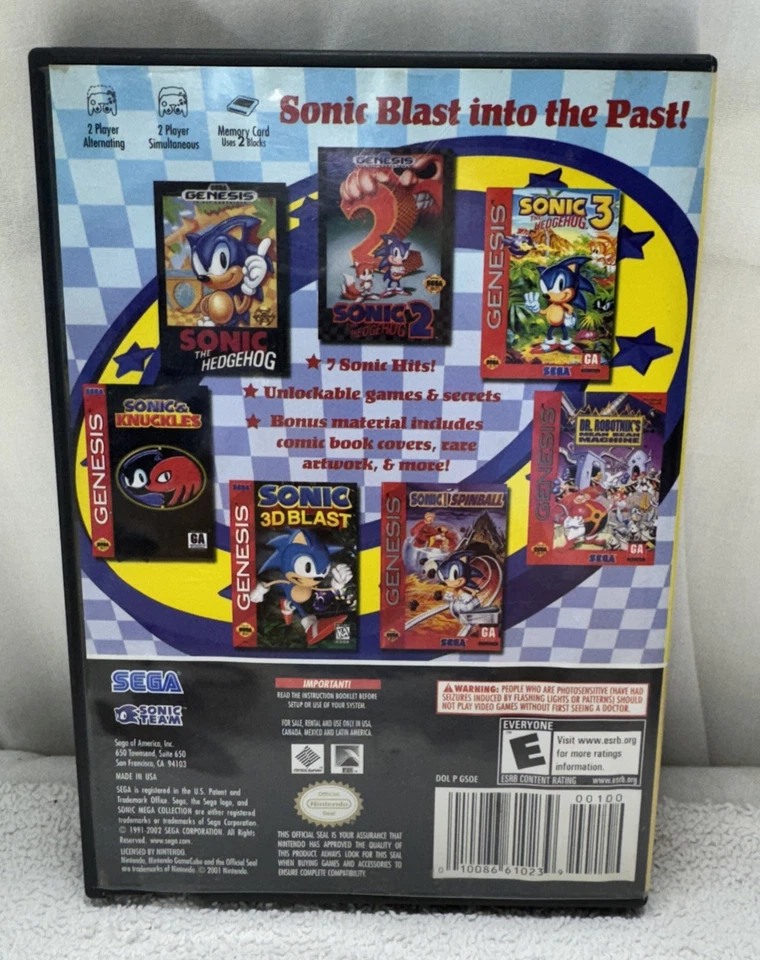 2 Player
Alternating
2 Player
Simultaneous
Memory Card
Uses 2 Blocks
Sonic Blast into the Past!
SEGA
GENESIS
SONIC
THE
HEDGEHOG
GENESIS
2
SEGA
SONIC
THE HEDGEHOG 2
GENESIS
SONIC 3
THE HEDGEHOG
SEGA
GA
★ 7 Sonic Hits!
★ Unlockable games & secrets
★ Bonus material includes
comic book covers, rare
artwork, & more!
SEGA
GENESIS
SONIC &
KNUCKLES
GA
SEGA
GENESIS
SONIC
3D BLAST
GENESIS
SONIC SPINBALL
SEGA
GA
GENESIS
DR. ROBOTNIK'S
MEAN BEAN
MACHINE
SEGA
GA
SEGA
SONIC
TEAM
Sega of America, Inc.
650 Townsend, Suite 650
San Francisco, CA 94103
MADE IN USA
SEGA is registered in the U.S. Patent and
Trademark Office. Sega, the Sega logo, and
SONIC MEGA COLLECTION are either registered
trademarks or trademarks of Sega Corporation.
© 1991-2002 SEGA CORPORATION. All Rights
Reserved. www.sega.com
LICENSED BY NINTENDO.
Nintendo, Nintendo GameCube and the Official Seal
are trademarks of Nintendo. © 2001 Nintendo.
IMPORTANT!
READ THE INSTRUCTION BOOKLET BEFORE
SETUP OR USE OF YOUR SYSTEM.
FOR SALE, RENTAL AND USE ONLY IN USA,
CANADA, MEXICO AND LATIN AMERICA.
Official
Nintendo
Seal
THIS OFFICIAL SEAL IS YOUR ASSURANCE THAT
NINTENDO HAS APPROVED THE QUALITY OF
THIS PRODUCT. ALWAYS LOOK FOR THIS SEAL
WHEN BUYING GAMES AND ACCESSORIES TO
ENSURE COMPLETE COMPATIBILITY.
WARNING: PEOPLE WHO ARE PHOTOSENSITIVE (HAVE HAD
SEIZURES INDUCED BY FLASHING LIGHTS OR PATTERNS) SHOULD
NOT PLAY VIDEO GAMES WITHOUT FIRST SEEING A DOCTOR.
DOL P GSOE
EVERYONE
E
ESRB CONTENT RATING www.esrb.org
Visit www.esrb.org
for more ratings
information.
00100
0 10086 61023 9